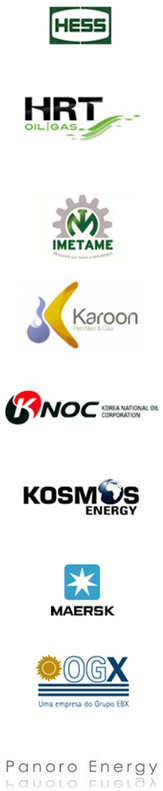 HESS
HRT
OIL|GAS
IMETAME
Karoon
Petróleo & Gas
KNOC KOREA NATIONAL OIL
CORPORATION
KOSMOS
ENERGY
MAERSK
OGX
Uma empresa do Grupo EBX
Panoro Energy